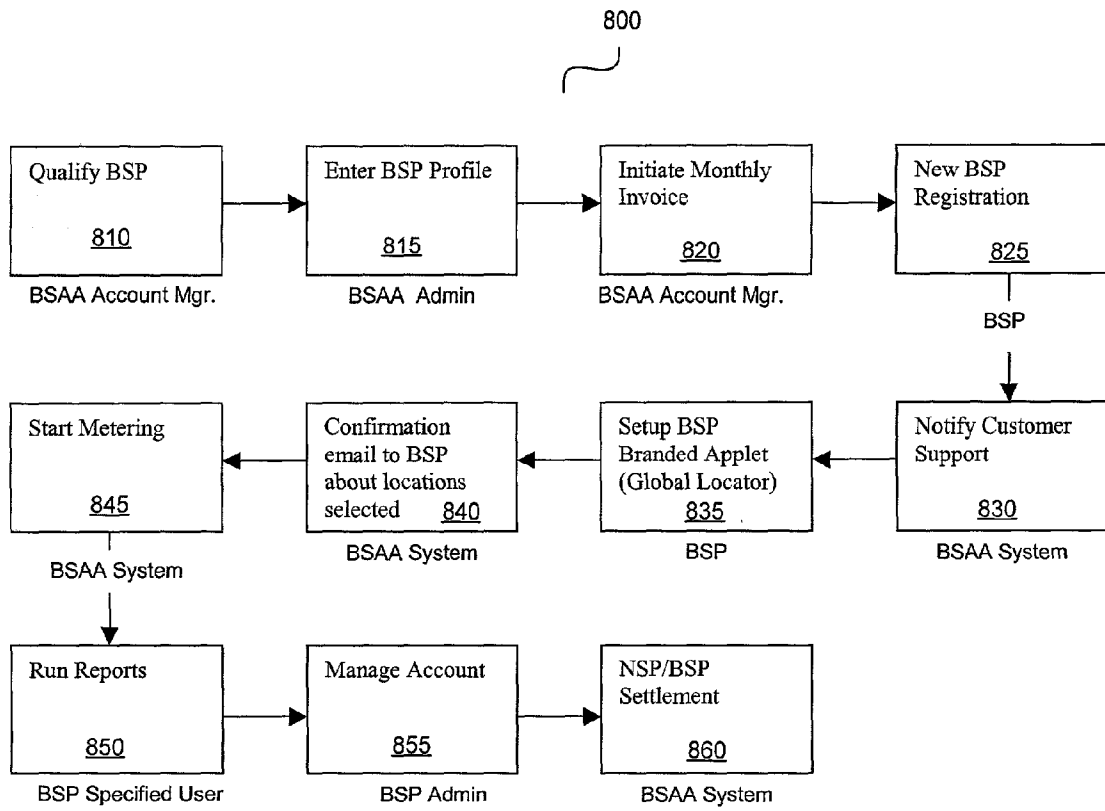 800
Qualify BSP
810
BSAA Account Mgr.
Enter BSP Profile
815
BSAA Admin
Initiate Monthly
Invoice
820
BSAA Account Mgr.
New BSP
Registration
825
BSP
Notify Customer
Support
830
BSAA System
Setup BSP
Branded Applet
(Global Locator)
835
BSP
Confirmation
email to BSP
about locations
selected 840
BSAA System
Start Metering
845
BSAA System
Run Reports
850
BSP Specified User
Manage Account
855
BSP Admin
NSP/BSP
Settlement
860
BSAA System